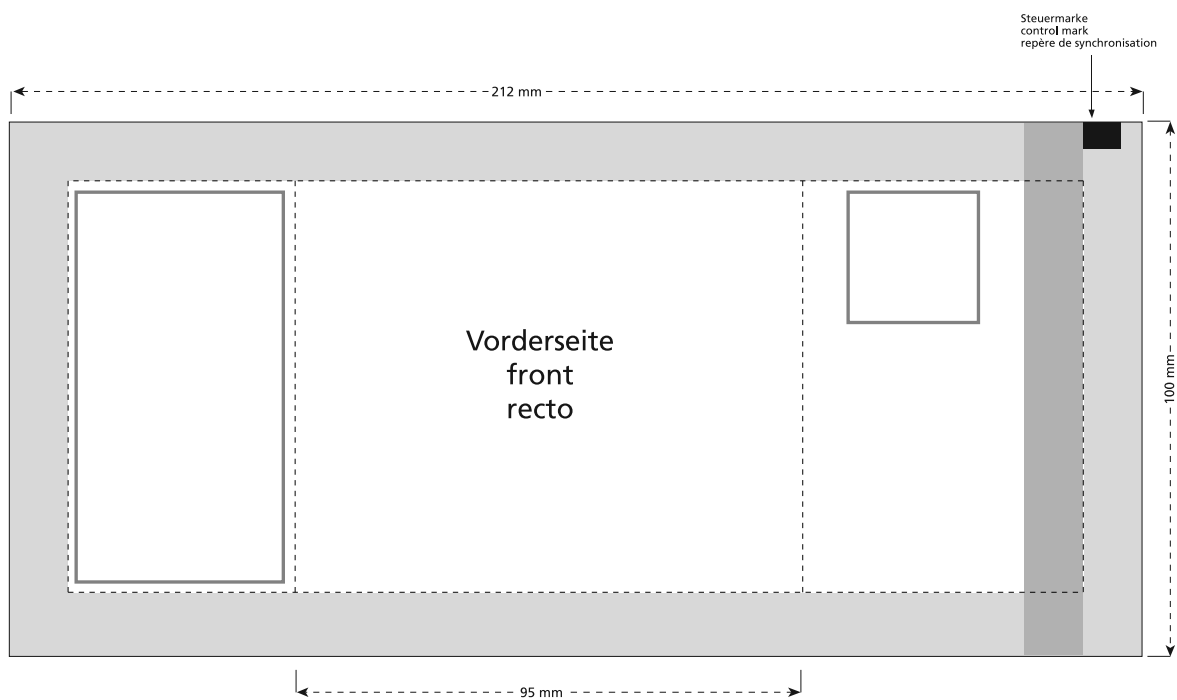 Steuermarke
control mark
repère de synchronisation
212 mm
Vorderseite
front
recto
100 mm
95 mm